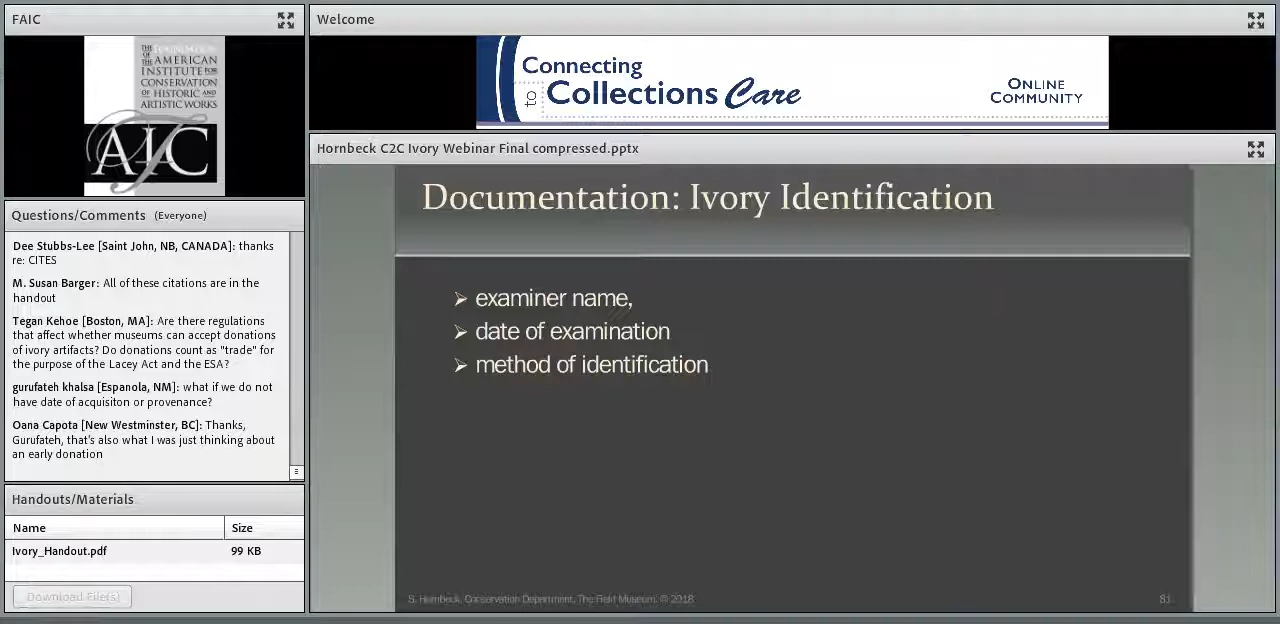 FAIC
THE
OF THE AMERICAN
INSTITUTE FOR
CONSERVATION
OF HISTORIC AND
ARTISTIC WORKS
AIC
Questions/Comments (Everyone)
Dee Stubbs-Lee [Saint John, NB, CANADA]: thanks
re: CITES
M. Susan Barger: All of these citations are in the
handout
Tegan Kehoe [Boston, MA]: Are there regulations
that affect whether museums can accept donations
of ivory artifacts? Do donations count as "trade" for
the purpose of the Lacey Act and the ESA?
gurufateh khalsa [Espanola, NM]: what if we do not
have date of acquisiton or provenance?
Oana Capota [New Westminster, BC]: Thanks,
Gurufateh, that's also what I was just thinking about
an early donation
Handouts/Materials
Name Size
Ivory_Handout.pdf 99 KB
Download File(s)
Welcome
Connecting
to Collections Care
ONLINE
COMMUNITY
Hornbeck C2C Ivory Webinar Final compressed.pptx
Documentation: Ivory Identification
➢ examiner name,
➢ date of examination
➢ method of identification
S. Hornbeck, Conservation Department, The Field Museum, © 2018